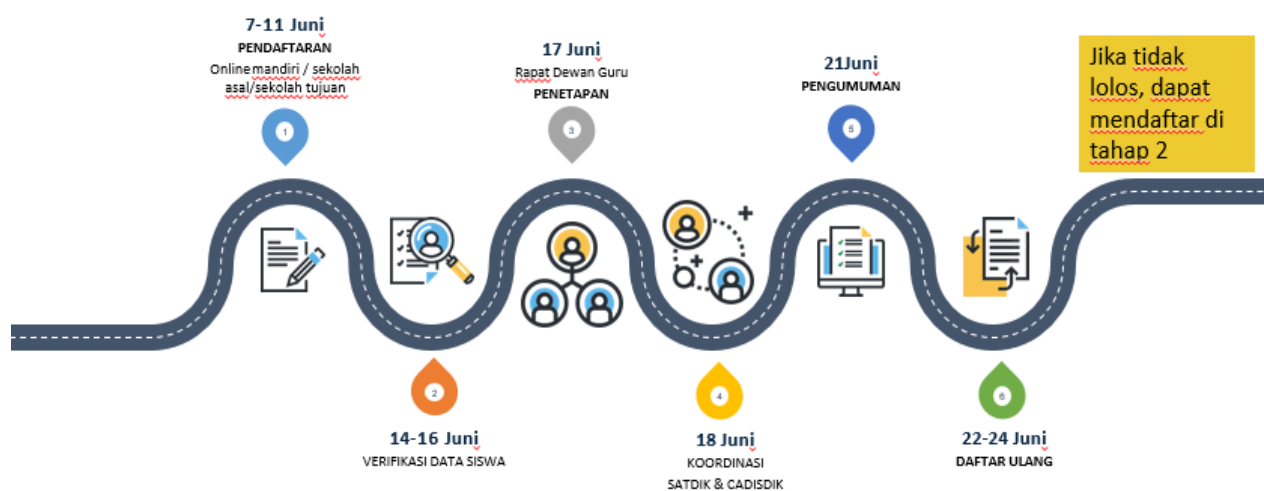 7-11 Juni
PENDAFTARAN
Online mandiri / sekolah
asal/sekolah tujuan
1
14-16 Juni
VERIFIKASI DATA SISWA
2
17 Juni
Rapat Dewan Guru
PENETAPAN
3
18 Juni
KOORDINASI
SATDIK & CADISDIK
4
21Juni
PENGUMUMAN
5
22-24 Juni
DAFTAR ULANG
6
Jika tidak
lolos, dapat
mendaftar di
tahap 2